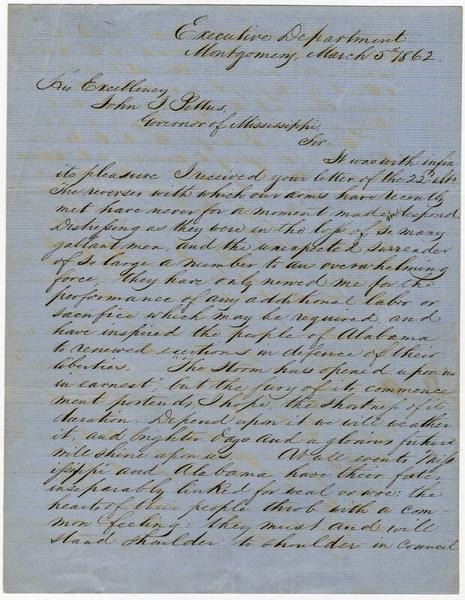 Executive Department
Montgomery, March 5th 1862.
His Excellency
John J. Pettus,
Governor of Mississippi,
Sir:
It was with infin
ite pleasure I received your letter of the 22d ult.
The reverses with which our arms have recently
met have never for a moment made me despond.
Distressing as they were in the loss of so many
gallant men, and the unexpected surrender
of so large a number to an overwhelming
force, they have only nerved me for the
performance of any additional labor or
sacrifice which may be required and
have inspired the people of Alabama
to renewed exertions in defence of their
liberties. "The storm has opened upon us
in earnest," but the fury of its commence
ment portends, I hope, the shortness of its
duration. Depend upon it we will weather
it, and brighter days and a glorious future
will shine upon us. At all events Miss
issippi and Alabama have their fates
inseparably linked for weal or woe: the
hearts of their people throb with a com-
mon feeling: they must and will
stand shoulder to shoulder in council